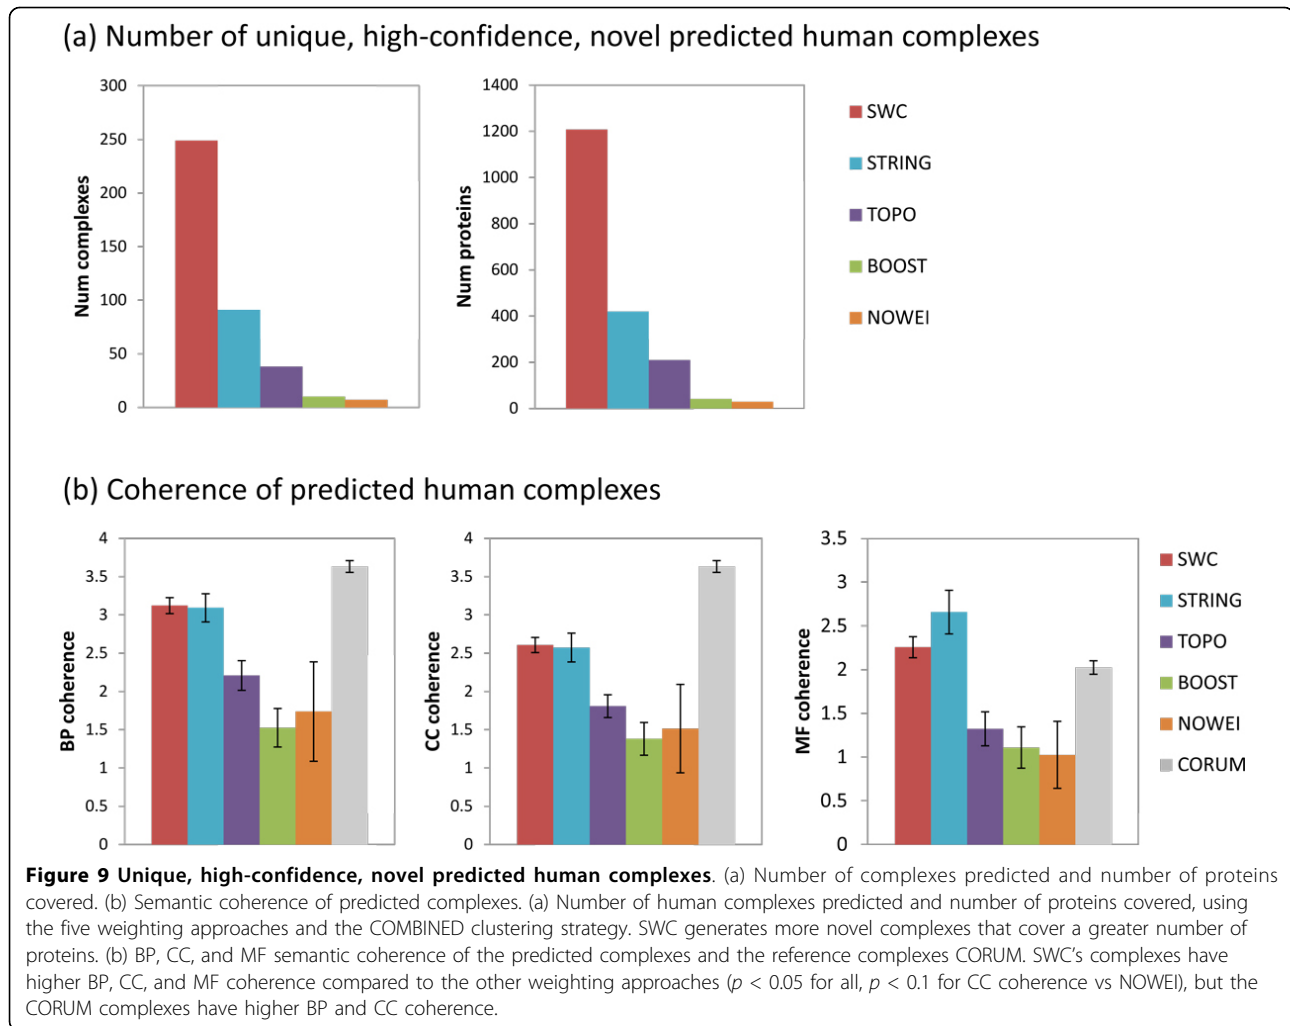 (a) Number of unique, high-confidence, novel predicted human complexes
Num complexes
300
250
200
150
100
50
0
Num proteins
1400
1200
1000
800
600
400
200
0
SWC
STRING
TOPO
BOOST
NOWEI
(b) Coherence of predicted human complexes
BP coherence
4
3.5
3
2.5
2
1.5
1
0.5
0
CC coherence
4
3.5
3
2.5
2
1.5
1
0.5
0
MF coherence
3.5
3
2.5
2
1.5
1
0.5
0
SWC
STRING
TOPO
BOOST
NOWEI
CORUM
Figure 9 Unique, high-confidence, novel predicted human complexes. (a) Number of complexes predicted and number of proteins
covered. (b) Semantic coherence of predicted complexes. (a) Number of human complexes predicted and number of proteins covered, using
the five weighting approaches and the COMBINED clustering strategy. SWC generates more novel complexes that cover a greater number of
proteins. (b) BP, CC, and MF semantic coherence of the predicted complexes and the reference complexes CORUM. SWC's complexes have
higher BP, CC, and MF coherence compared to the other weighting approaches (p < 0.05 for all, p < 0.1 for CC coherence vs NOWEI), but the
CORUM complexes have higher BP and CC coherence.